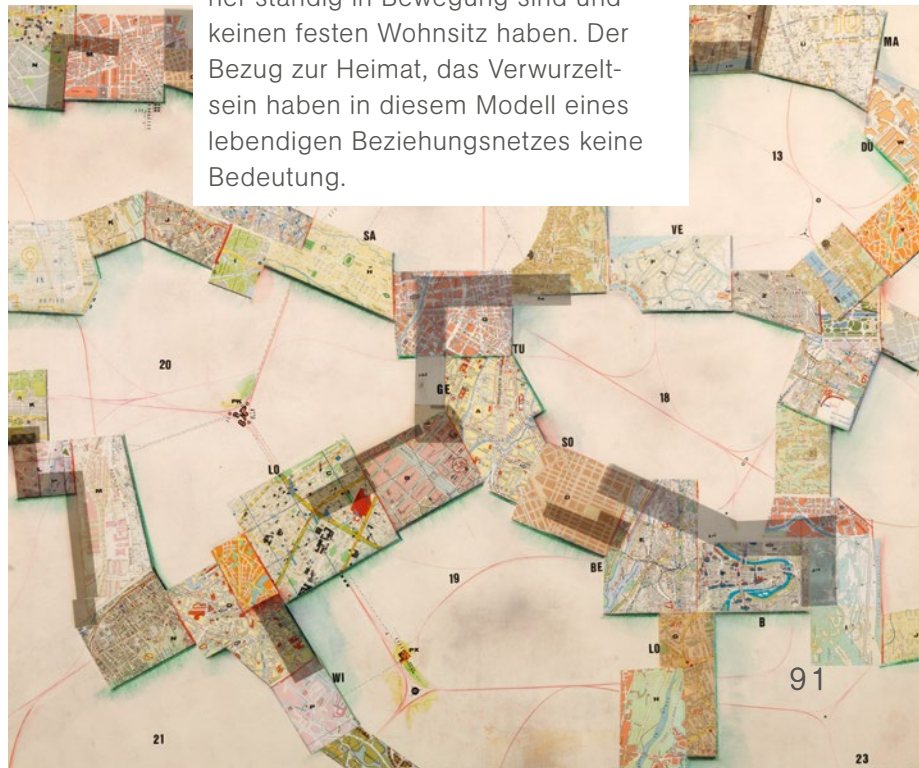 ner ständig in Bewegung sind und
keinen festen Wohnsitz haben. Der
Bezug zur Heimat, das Verwurzelt-
sein haben in diesem Modell eines
lebendigen Beziehungsnetzes keine
Bedeutung.
MA
13
DU
SA
VE
20
TU
GE
18
LO
SO
19
BE
B
LO
WI
91
21
23